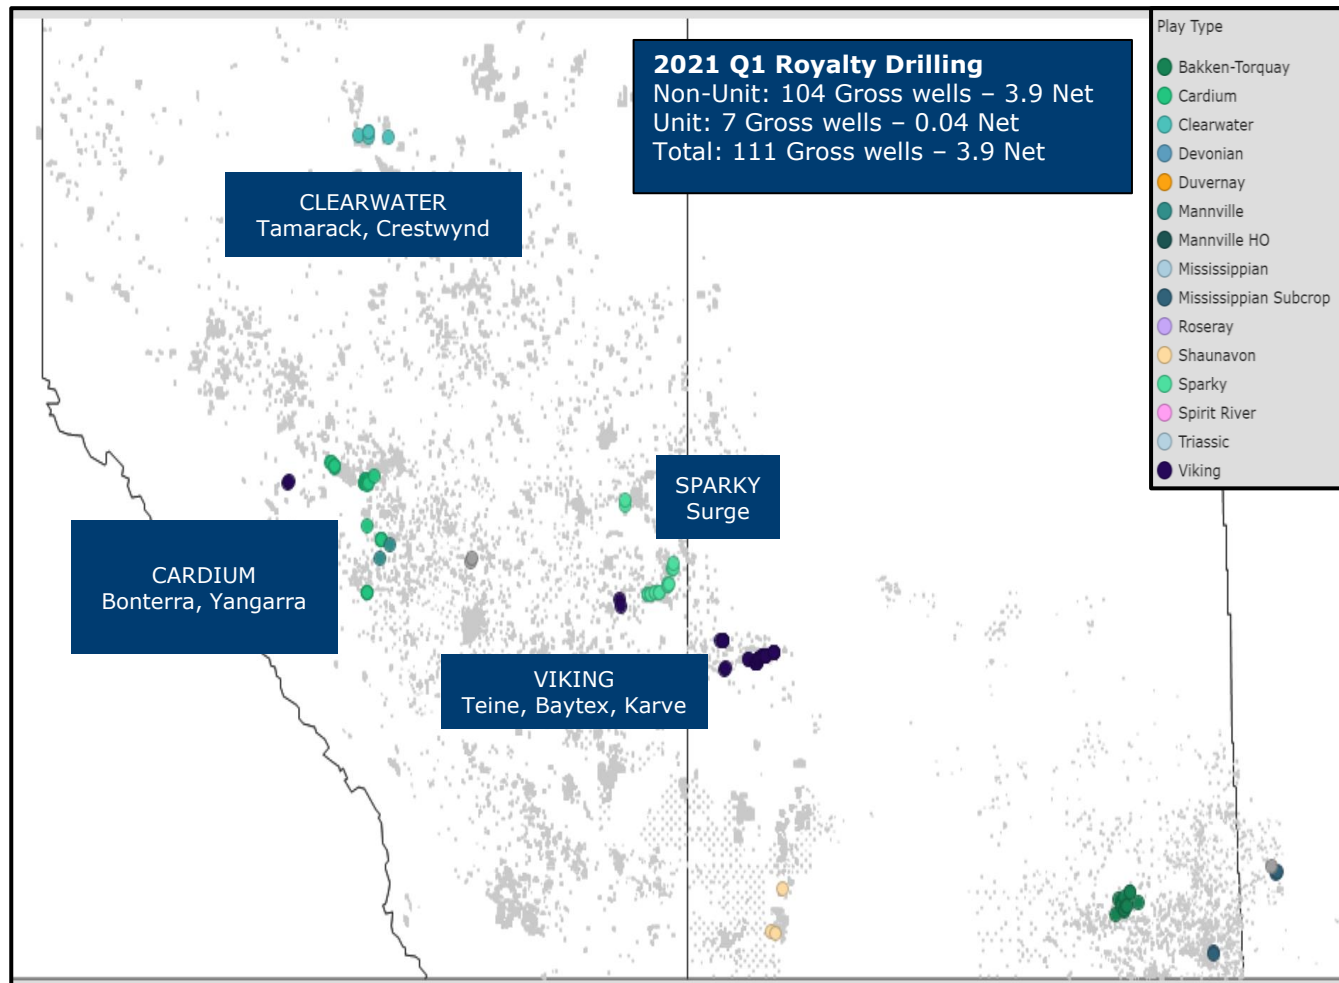 2021 Q1 Royalty Drilling
Non-Unit: 104 Gross wells – 3.9 Net
Unit: 7 Gross wells – 0.04 Net
Total: 111 Gross wells – 3.9 Net
Play Type
Bakken-Torquay
Cardium
Clearwater
Devonian
Duvernay
Mannville
Mannville HO
Mississippian
Mississippian Subcrop
Roseray
Shaunavon
Sparky
Spirit River
Triassic
Viking
CLEARWATER
Tamarack, Crestwynd
SPARKY
Surge
CARDIUM
Bonterra, Yangarra
VIKING
Teine, Baytex, Karve